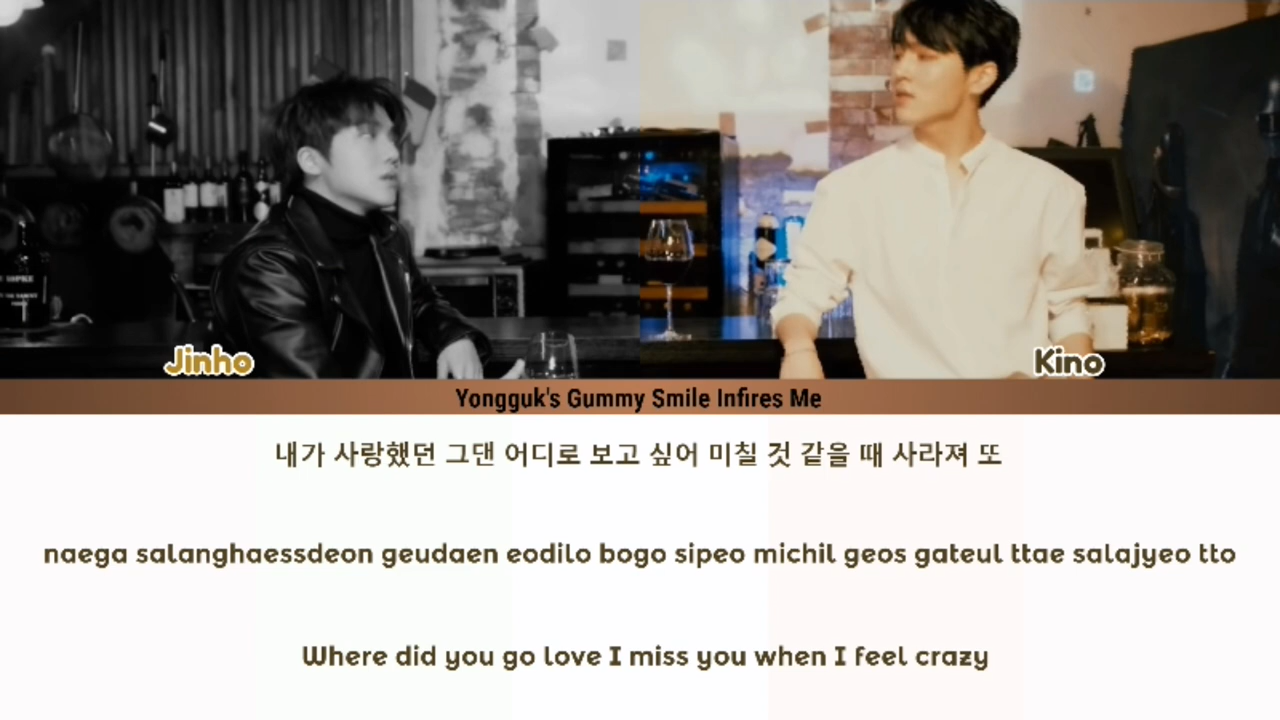 Jinho
Kino
Yongguk's Gummy Smile Infires Me
내가 사랑했던 그댄 어디로 보고 싶어 미칠 것 같을 때 사라져 또
naega salanghaessdeon geudaen eodilo bogo sipeo michil geos gateul ttae salajyeo tto
Where did you go love I miss you when I feel crazy